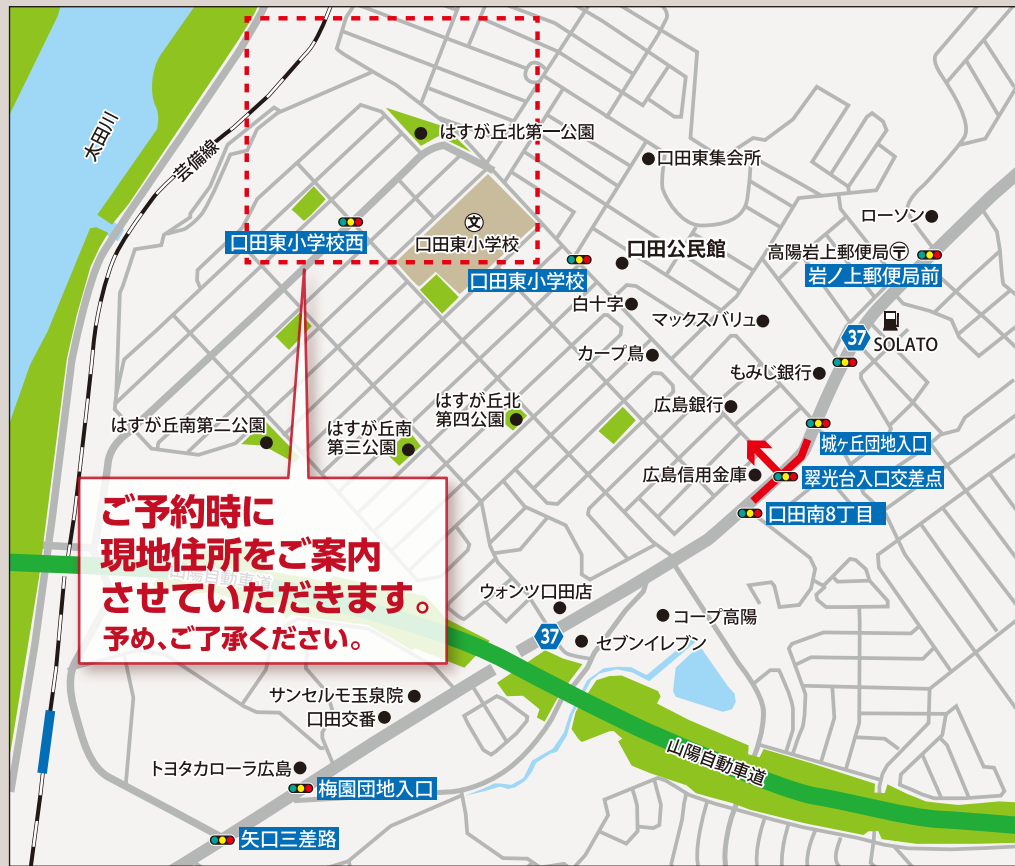 太田川
芸備線
はすが丘北第一公園
口田東集会所
ローソン
文
口田東小学校西
口田東小学校
口田東小学校
口田公民館
高陽岩上郵便局〒
岩ノ上郵便局前
白十字
マックスバリュ
37
SOLATO
カープ鳥
もみじ銀行
はすが丘北
第四公園
広島銀行
はすが丘南第二公園
はすが丘南
第三公園
城ヶ丘団地入口
広島信用金庫
翠光台入口交差点
口田南8丁目
ご予約時に
現地住所をご案内
させていただきます。
予め、ご了承ください。
山陽自動車道
ウォンツ口田店
コープ高陽
37
セブンイレブン
サンセルモ玉泉院
口田交番
山陽自動車道
トヨタカローラ広島
梅園団地入口
矢口三差路